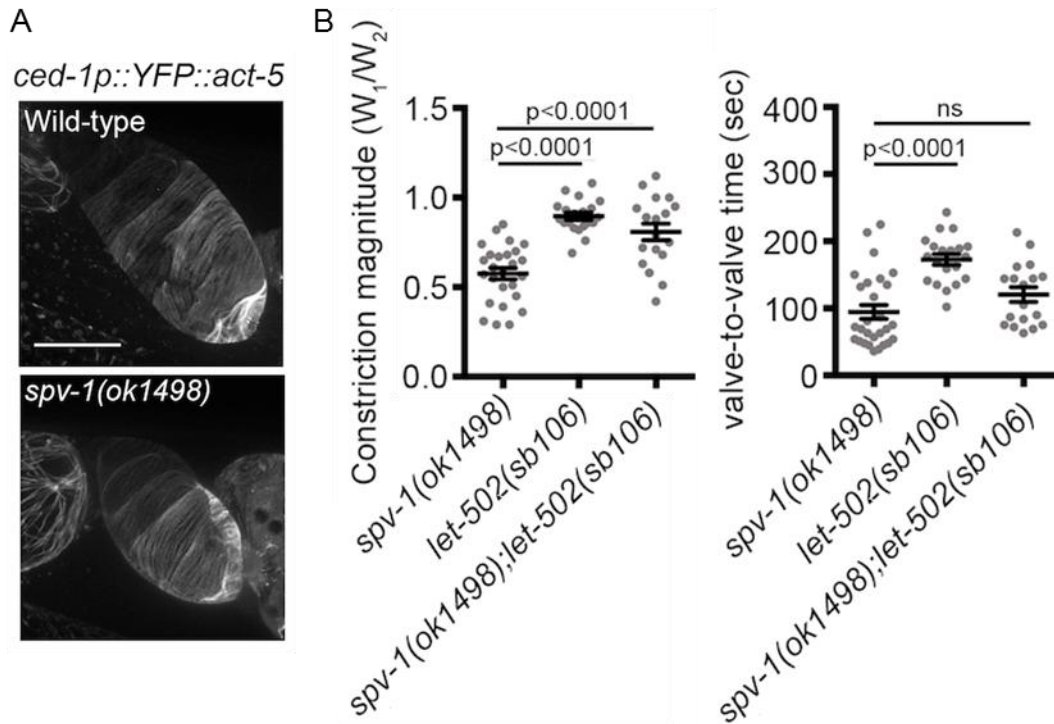 A
ced-1p::YFP::act-5
Wild-type
spv-1(ok1498)
B
Constriction magnitude (W1/W2)
1.5
1.0
0.5
0.0
p<0.0001
p<0.0001
spv-1(ok1498)
let-502(sb106)
spv-1(ok1498);let-502(sb106)
valve-to-valve time (sec)
400
300
200
100
0
ns
p<0.0001
spv-1(ok1498)
let-502(sb106)
spv-1(ok1498);let-502(sb106)